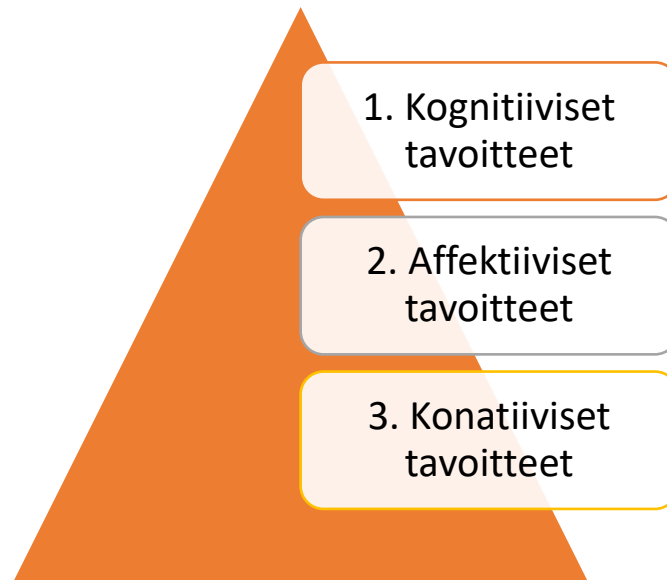 1. Kognitiiviset
tavoitteet
2. Affektiiviset
tavoitteet
3. Konatiiviset
tavoitteet